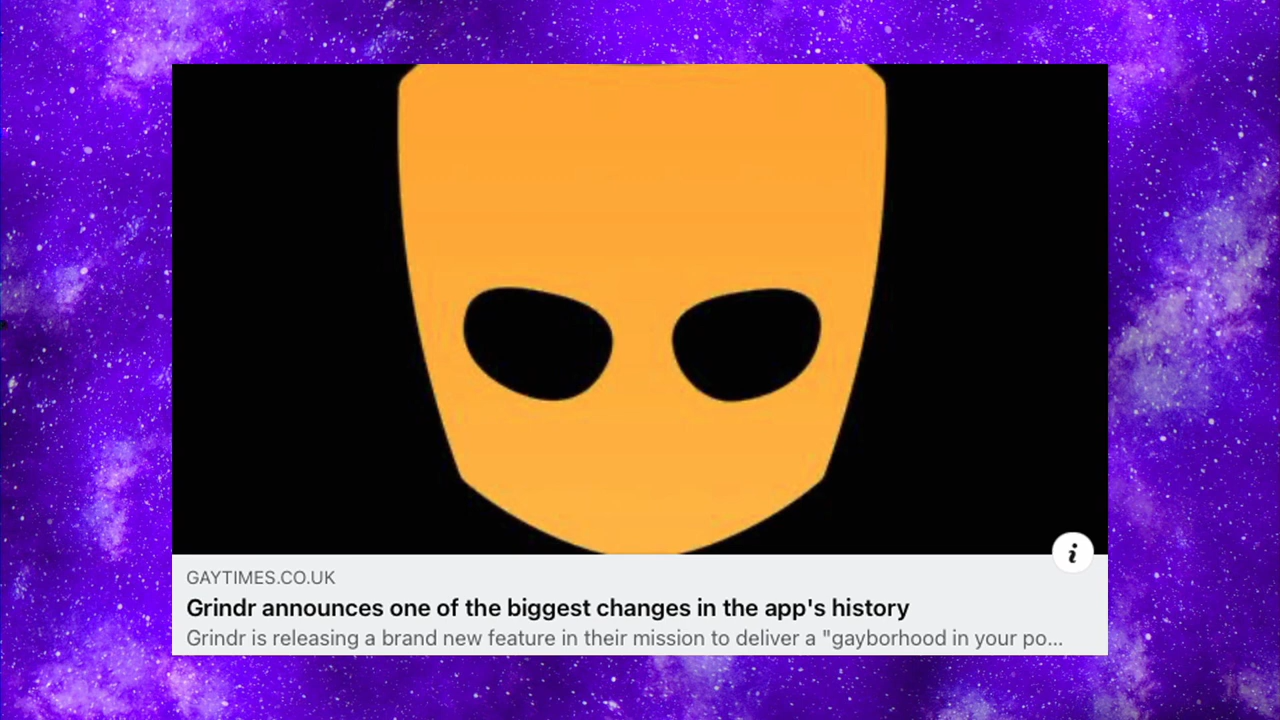 GAYTIMES.CO.UK
Grindr announces one of the biggest changes in the app's history
Grindr is releasing a brand new feature in their mission to deliver a "gayborhood in your po...